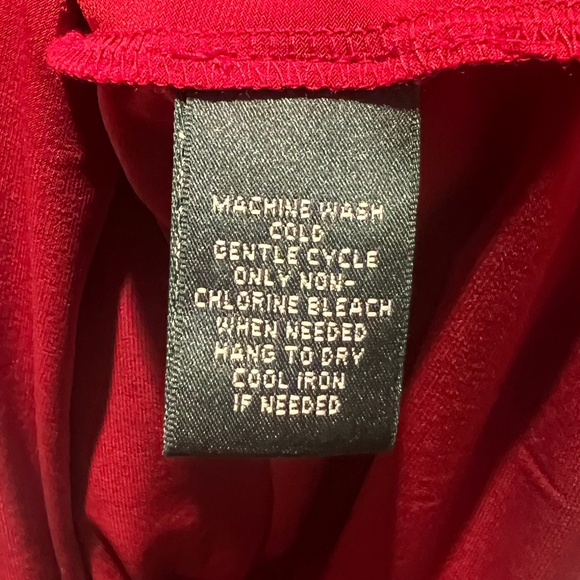 MACHINE WASH
COLD
GENTLE CYCLE
ONLY NON-
CHLORINE BLEACH
WHEN NEEDED
HANG TO DRY
COOL IRON
IF NEEDED